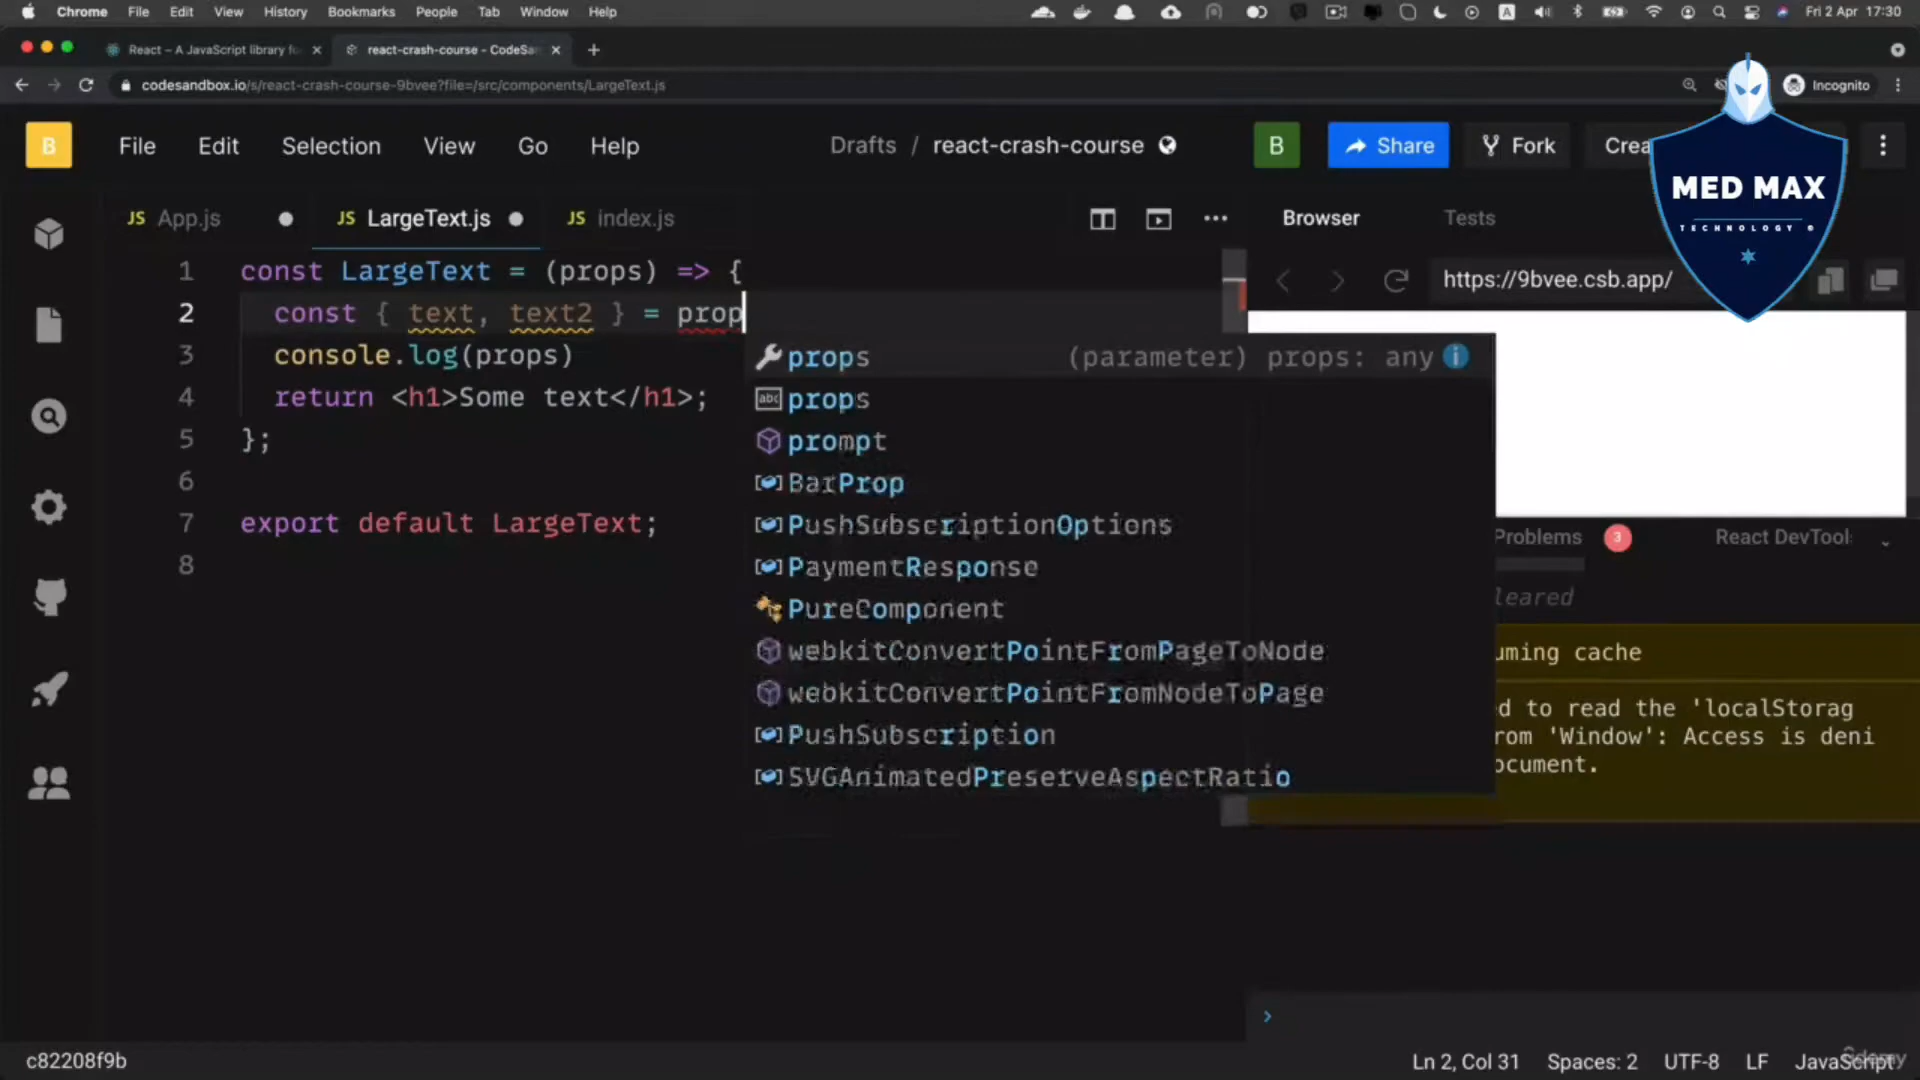 Chrome File Edit View History Bookmarks People Tab Window Help Fri 2 Apr 17:30
React – A JavaScript library fo
react-crash-course - CodeSan
codesandbox.io/s/react-crash-course-9bvee?file=/src/components/LargeText.js
Incognito
B File Edit Selection View Go Help
Drafts / react-crash-course
B Share Fork Crea
MED MAX
TECHNOLOGY
JS App.js
JS LargeText.js
JS index.js
Browser Tests
https://9bvee.csb.app/
1 const LargeText = (props) => {
2 const { text, text2 } = prop
3 console.log(props)
4 return <h1>Some text</h1>;
5 };
6
7 export default LargeText;
8
props (parameter) props: any
abc props
prompt
BarProp
PushSubscriptionOptions
PaymentResponse
PureComponent
webkitConvertPointFromPageToNode
webkitConvertPointFromNodeToPage
PushSubscription
SVGAnimatedPreserveAspectRatio
Problems 3 React DevTool
leared
uming cache
d to read the 'localStorag
rom 'Window': Access is deni
ocument.
c82208f9b
Ln 2, Col 31 Spaces: 2 UTF-8 LF JavaScript
Udemy